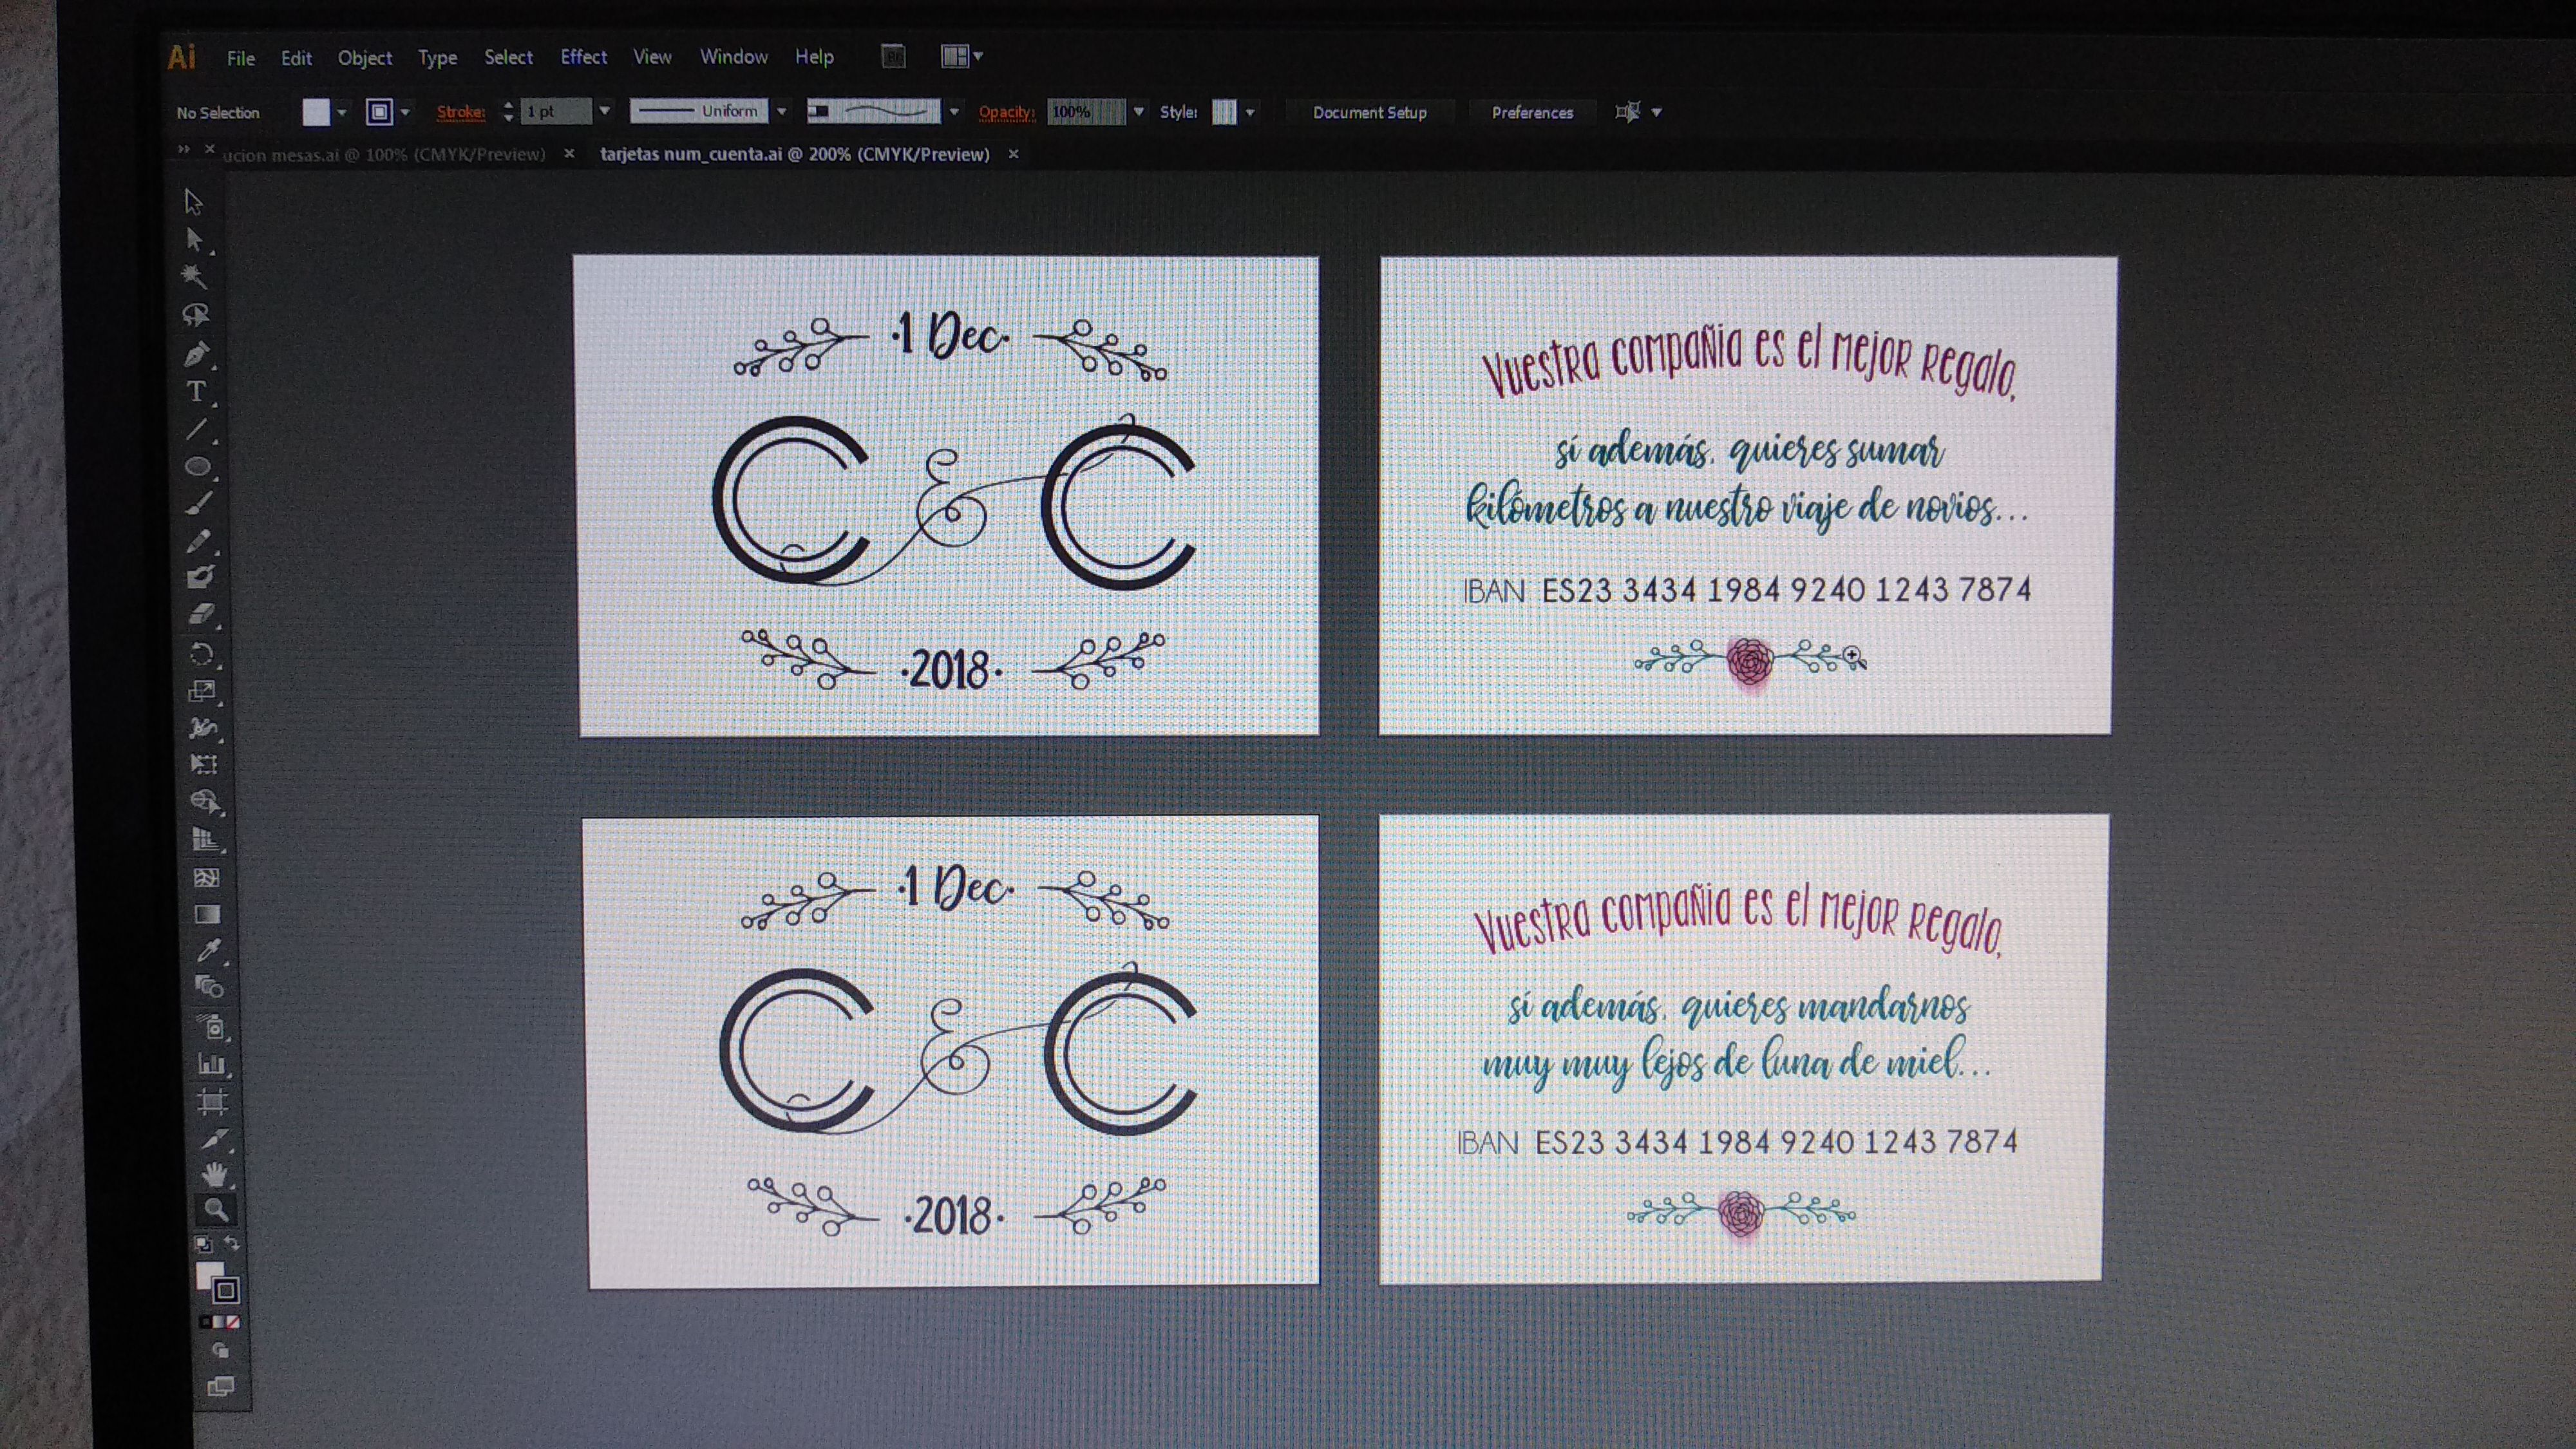 Ai File Edit Object Type Select Effect View Window Help Br
No Selection Stroke: 1 pt Uniform Opacity: 100% Style: Document Setup Preferences
ucion mesas.ai @ 100% (CMYK/Preview) × tarjetas num_cuenta.ai @ 200% (CMYK/Preview) ×
·1 Dec·
C & C
·2018·
Vuestra compañia es el mejor regalo,
sí además, quieres sumar
kilómetros a nuestro viaje de novios...
IBAN ES23 3434 1984 9240 1243 7874
·1 Dec·
C & C
·2018·
Vuestra compañia es el mejor regalo,
sí además, quieres mandarnos
muy muy lejos de luna de miel...
IBAN ES23 3434 1984 9240 1243 7874